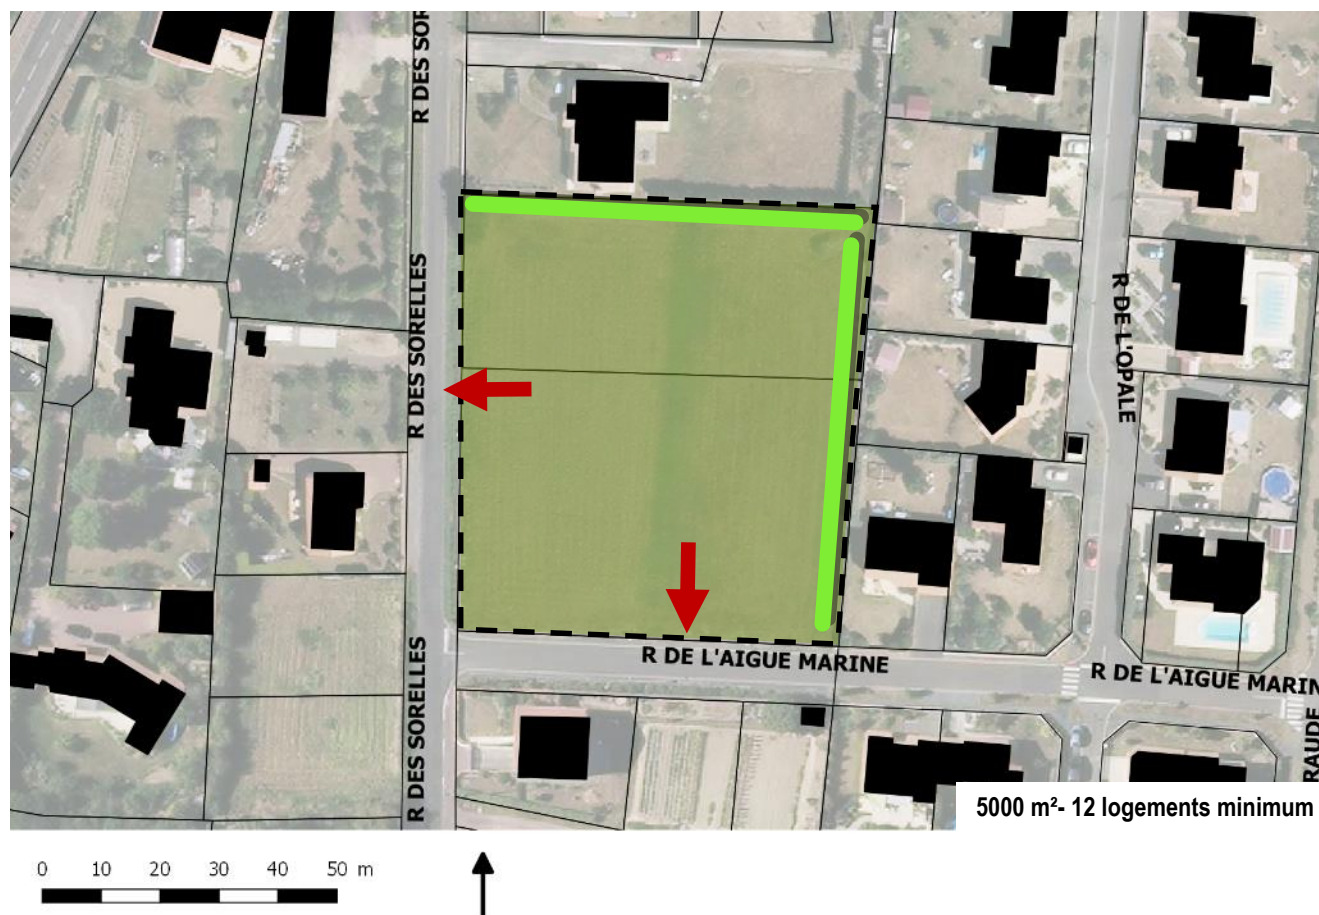 R DES SOR
R DES SORELLES
R DE L'OPALE
R DE L'AIGUE MARINE
R DE L'AIGUE MARIN
R DES SORELLES
RAUDE
5000 m²- 12 logements minimum
0 10 20 30 40 50 m